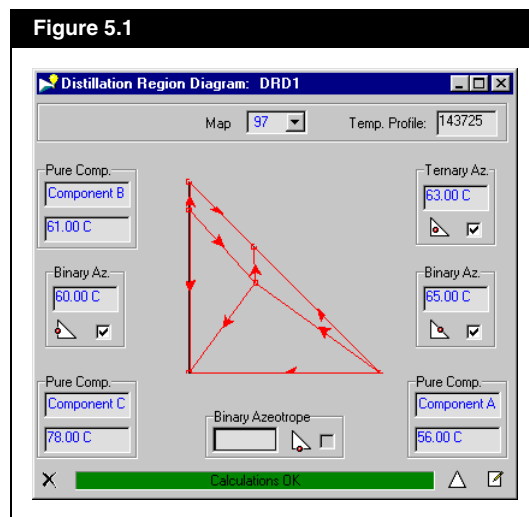 Figure 5.1
Distillation Region Diagram: DRD1
Map 97 Temp. Profile: 143725
Pure Comp.
Component B
61.00 C
Ternary Az.
63.00 C
Binary Az.
60.00 C
Binary Az.
65.00 C
Pure Comp.
Component C
78.00 C
Binary Azeotrope
Pure Comp.
Component A
56.00 C
Calculations OK